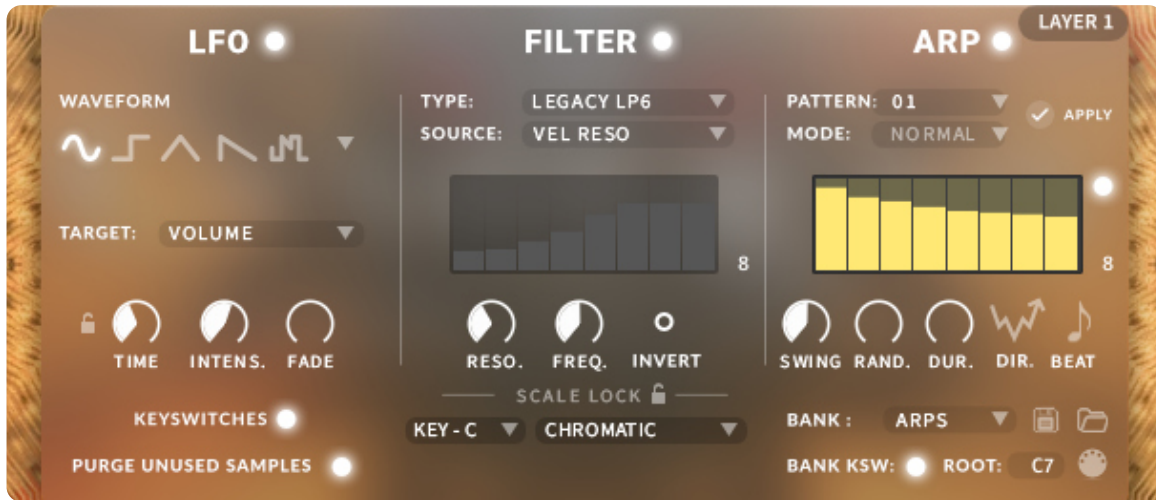 LAYER 1
LFO
WAVEFORM
TARGET: VOLUME
TIME INTENS. FADE
KEYSWITCHES
PURGE UNUSED SAMPLES
FILTER
TYPE: LEGACY LP6
SOURCE: VEL RESO
8
RESO. FREQ. INVERT
SCALE LOCK
KEY - C CHROMATIC
ARP
PATTERN: 01
APPLY
MODE: NORMAL
8
SWING RAND. DUR. DIR. BEAT
BANK : ARPS
BANK KSW: ROOT: C7